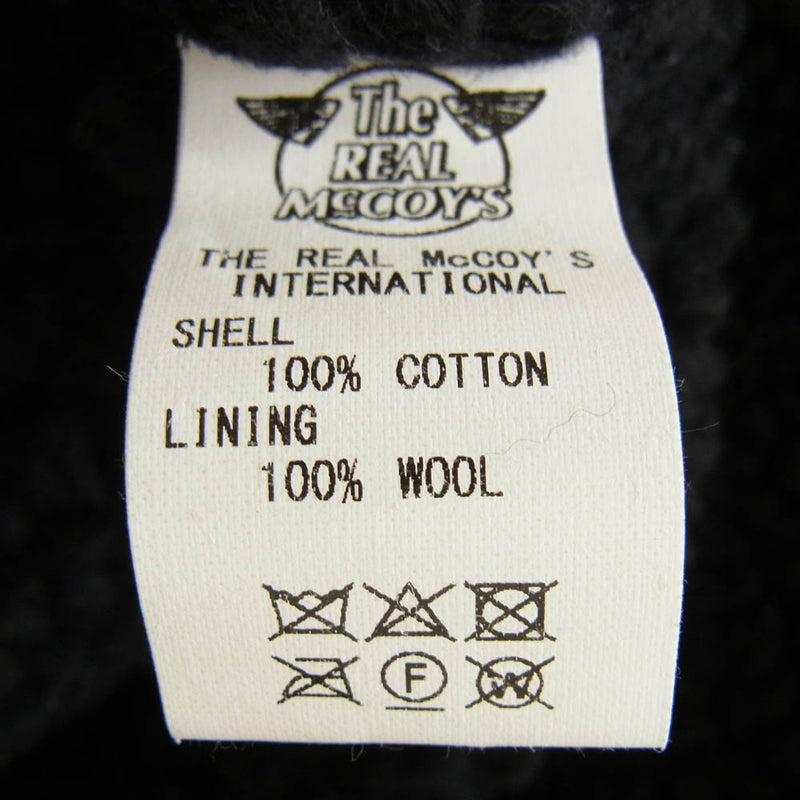 The
REAL
McCOY'S
THE REAL McCOY'S
INTERNATIONAL
SHELL
100% COTTON
LINING
100% WOOL
F
W